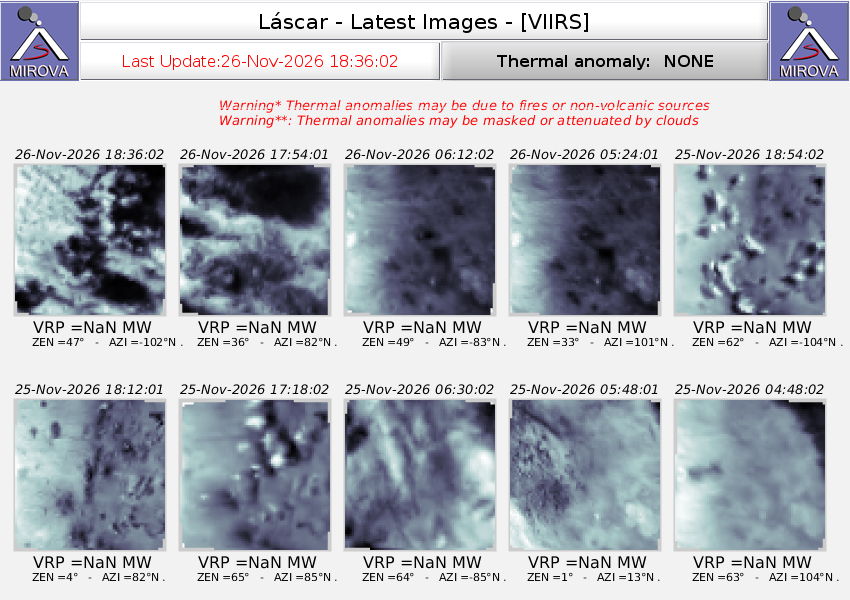 Láscar - Latest Images - [VIIRS]
MIROVA
Last Update:26-Nov-2026 18:36:02
Thermal anomaly: NONE
MIROVA
Warning* Thermal anomalies may be due to fires or non-volcanic sources
Warning**: Thermal anomalies may be masked or attenuated by clouds
26-Nov-2026 18:36:02
26-Nov-2026 17:54:01
26-Nov-2026 06:12:02
26-Nov-2026 05:24:01
25-Nov-2026 18:54:02
VRP =NaN MW
VRP =NaN MW
VRP =NaN MW
VRP =NaN MW
VRP =NaN MW
ZEN =47° - AZI =-102°N .
ZEN =36° - AZI =82°N .
ZEN =49° - AZI =-83°N .
ZEN =33° - AZI =101°N .
ZEN =62° - AZI =-104°N .
25-Nov-2026 18:12:01
25-Nov-2026 17:18:02
25-Nov-2026 06:30:02
25-Nov-2026 05:48:01
25-Nov-2026 04:48:02
VRP =NaN MW
VRP =NaN MW
VRP =NaN MW
VRP =NaN MW
VRP =NaN MW
ZEN =4° - AZI =82°N .
ZEN =65° - AZI =85°N .
ZEN =64° - AZI =-85°N .
ZEN =1° - AZI =13°N .
ZEN =63° - AZI =104°N .